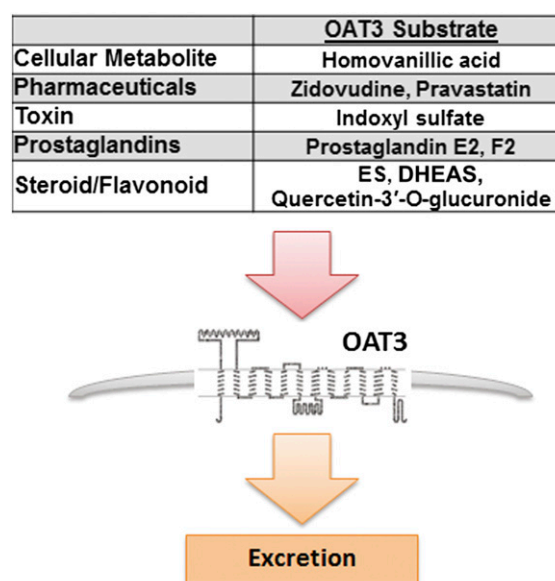 OAT3 Substrate
Cellular Metabolite Homovanillic acid
Pharmaceuticals Zidovudine, Pravastatin
Toxin Indoxyl sulfate
Prostaglandins Prostaglandin E2, F2
Steroid/Flavonoid ES, DHEAS,
Quercetin-3′-O-glucuronide
OAT3
Excretion